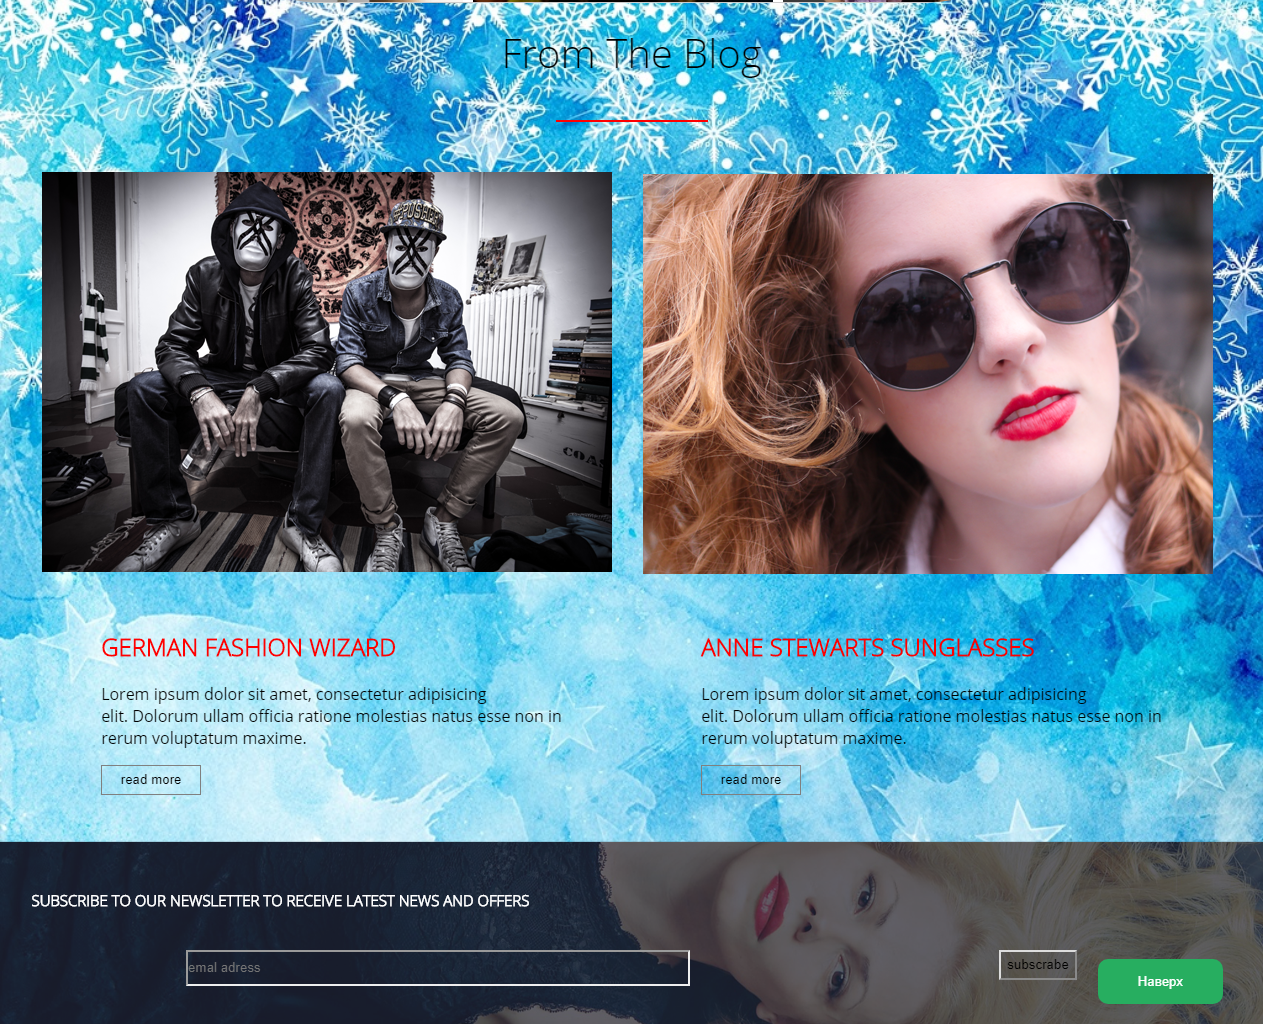 From The Blog
#PUSHER
COAS
GERMAN FASHION WIZARD
Lorem ipsum dolor sit amet, consectetur adipisicing
elit. Dolorum ullam officia ratione molestias natus esse non in
rerum voluptatum maxime.
read more
ANNE STEWARTS SUNGLASSES
Lorem ipsum dolor sit amet, consectetur adipisicing
elit. Dolorum ullam officia ratione molestias natus esse non in
rerum voluptatum maxime.
read more
SUBSCRIBE TO OUR NEWSLETTER TO RECEIVE LATEST NEWS AND OFFERS
emal adress
subscrabe
Наверх